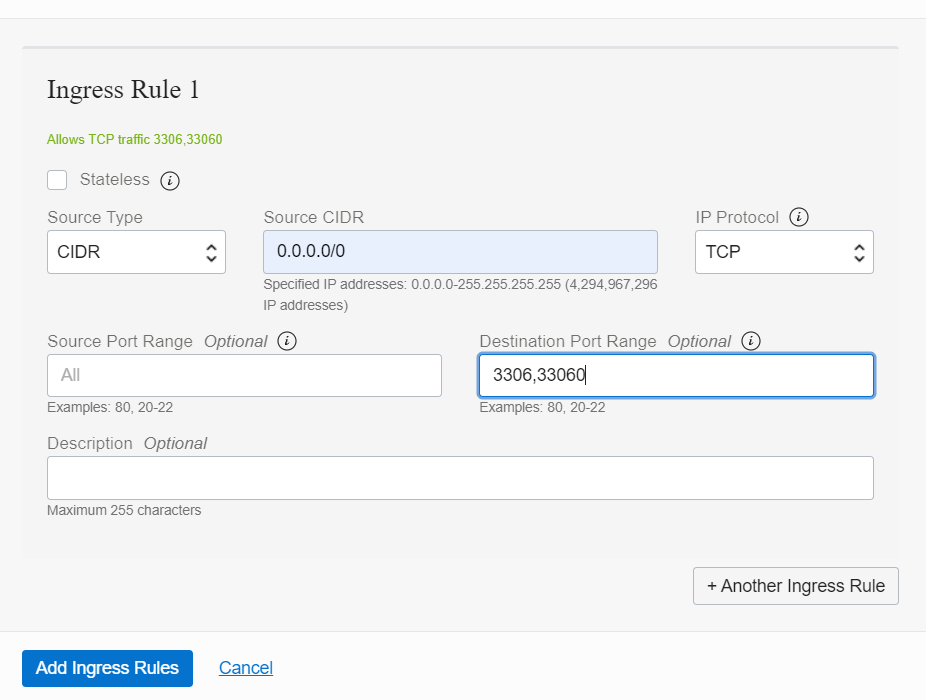 Ingress Rule 1
Allows TCP traffic 3306,33060
Stateless i
Source Type
CIDR
Source CIDR
0.0.0.0/0
Specified IP addresses: 0.0.0.0-255.255.255.255 (4,294,967,296
IP addresses)
IP Protocol i
TCP
Source Port Range Optional i
All
Examples: 80, 20-22
Destination Port Range Optional i
3306,33060
Examples: 80, 20-22
Description Optional
Maximum 255 characters
+ Another Ingress Rule
Add Ingress Rules
Cancel